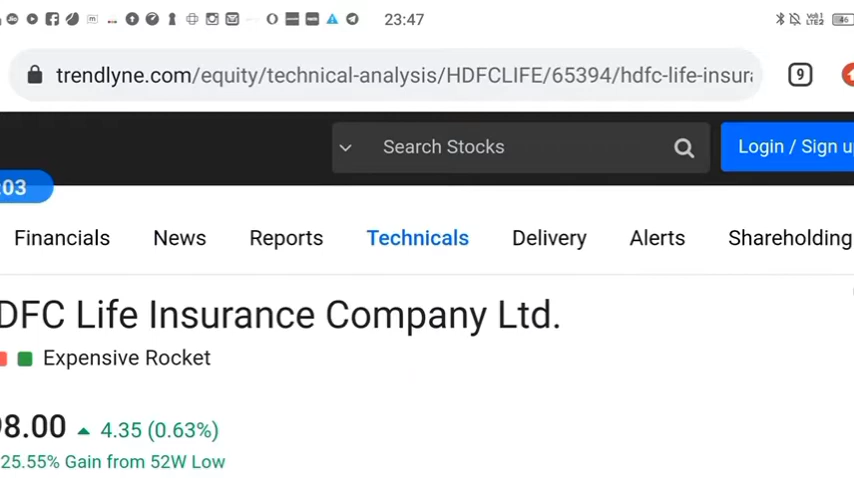 23:47
46
trendlyne.com/equity/technical-analysis/HDFCLIFE/65394/hdfc-life-insura
9
Search Stocks
Login / Sign u
:03
Financials News Reports Technicals Delivery Alerts Shareholding
DFC Life Insurance Company Ltd.
Expensive Rocket
98.00 4.35 (0.63%)
25.55% Gain from 52W Low